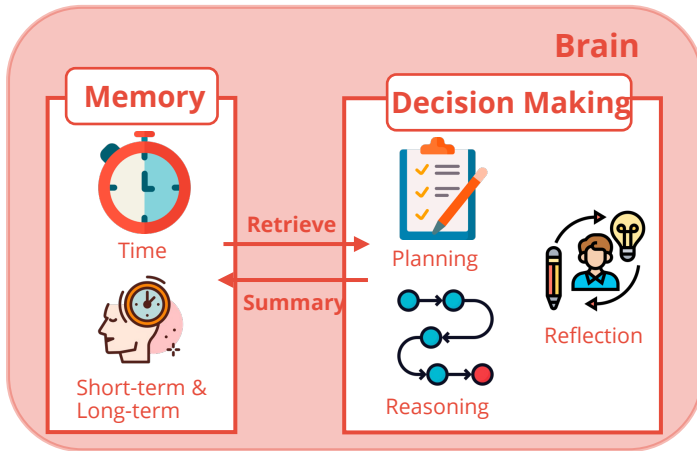 Brain
Memory
Time
Short-term &
Long-term
Retrieve
Summary
Decision Making
Planning
Reasoning
Reflection